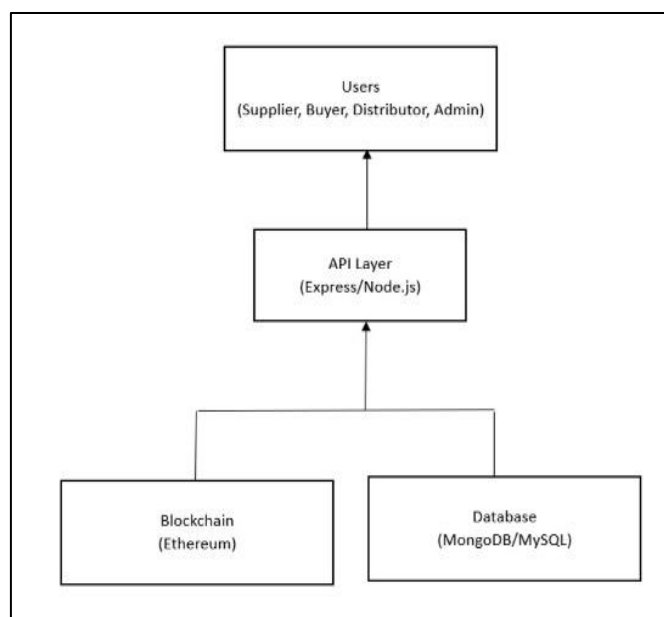 Users
(Supplier, Buyer, Distributor, Admin)
API Layer
(Express/Node.js)
Blockchain
(Ethereum)
Database
(MongoDB/MySQL)